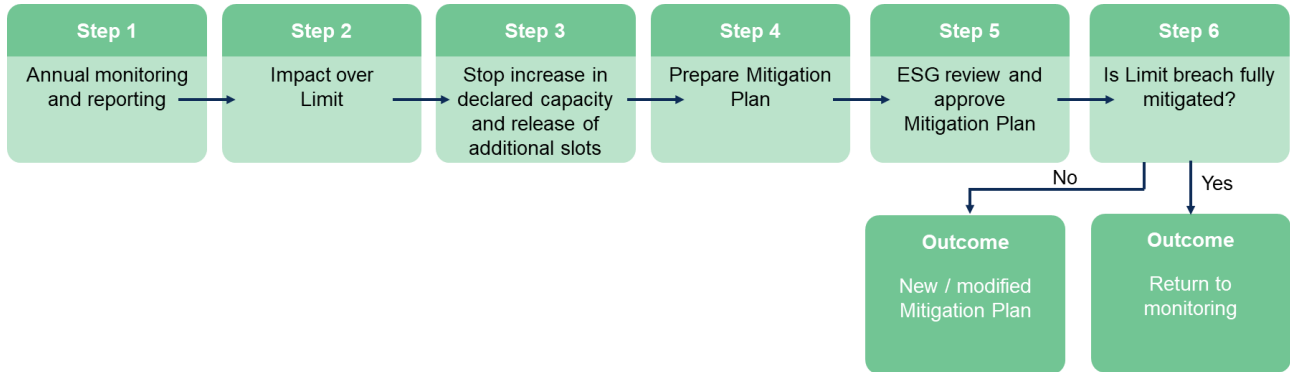 Step 1
Annual monitoring
and reporting
Step 2
Impact over
Limit
Step 3
Stop increase in
declared capacity
and release of
additional slots
Step 4
Prepare Mitigation
Plan
Step 5
ESG review and
approve
Mitigation Plan
Step 6
Is Limit breach fully
mitigated?
No
Yes
Outcome
New / modified
Mitigation Plan
Outcome
Return to
monitoring